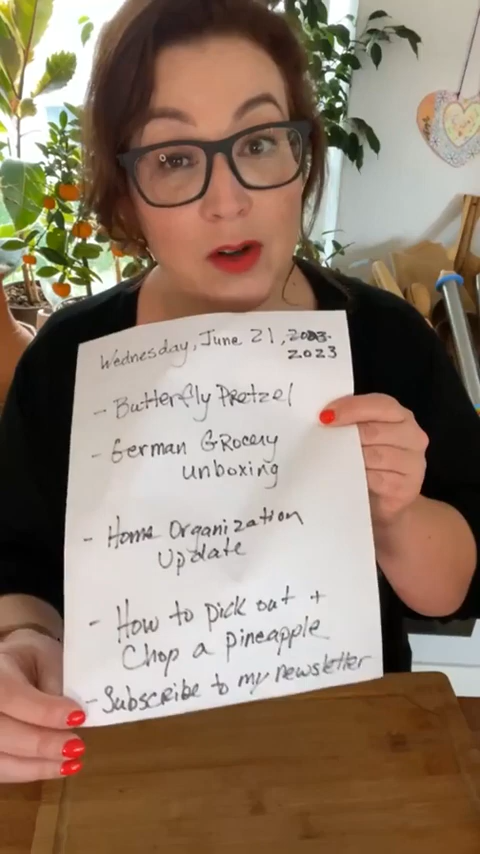 Wednesday, June 21, 2023
- Butterfly Pretzel
- German Grocery
unboxing
- Home Organization
Update
- How to pick out +
Chop a pineapple
- Subscribe to my newsletter